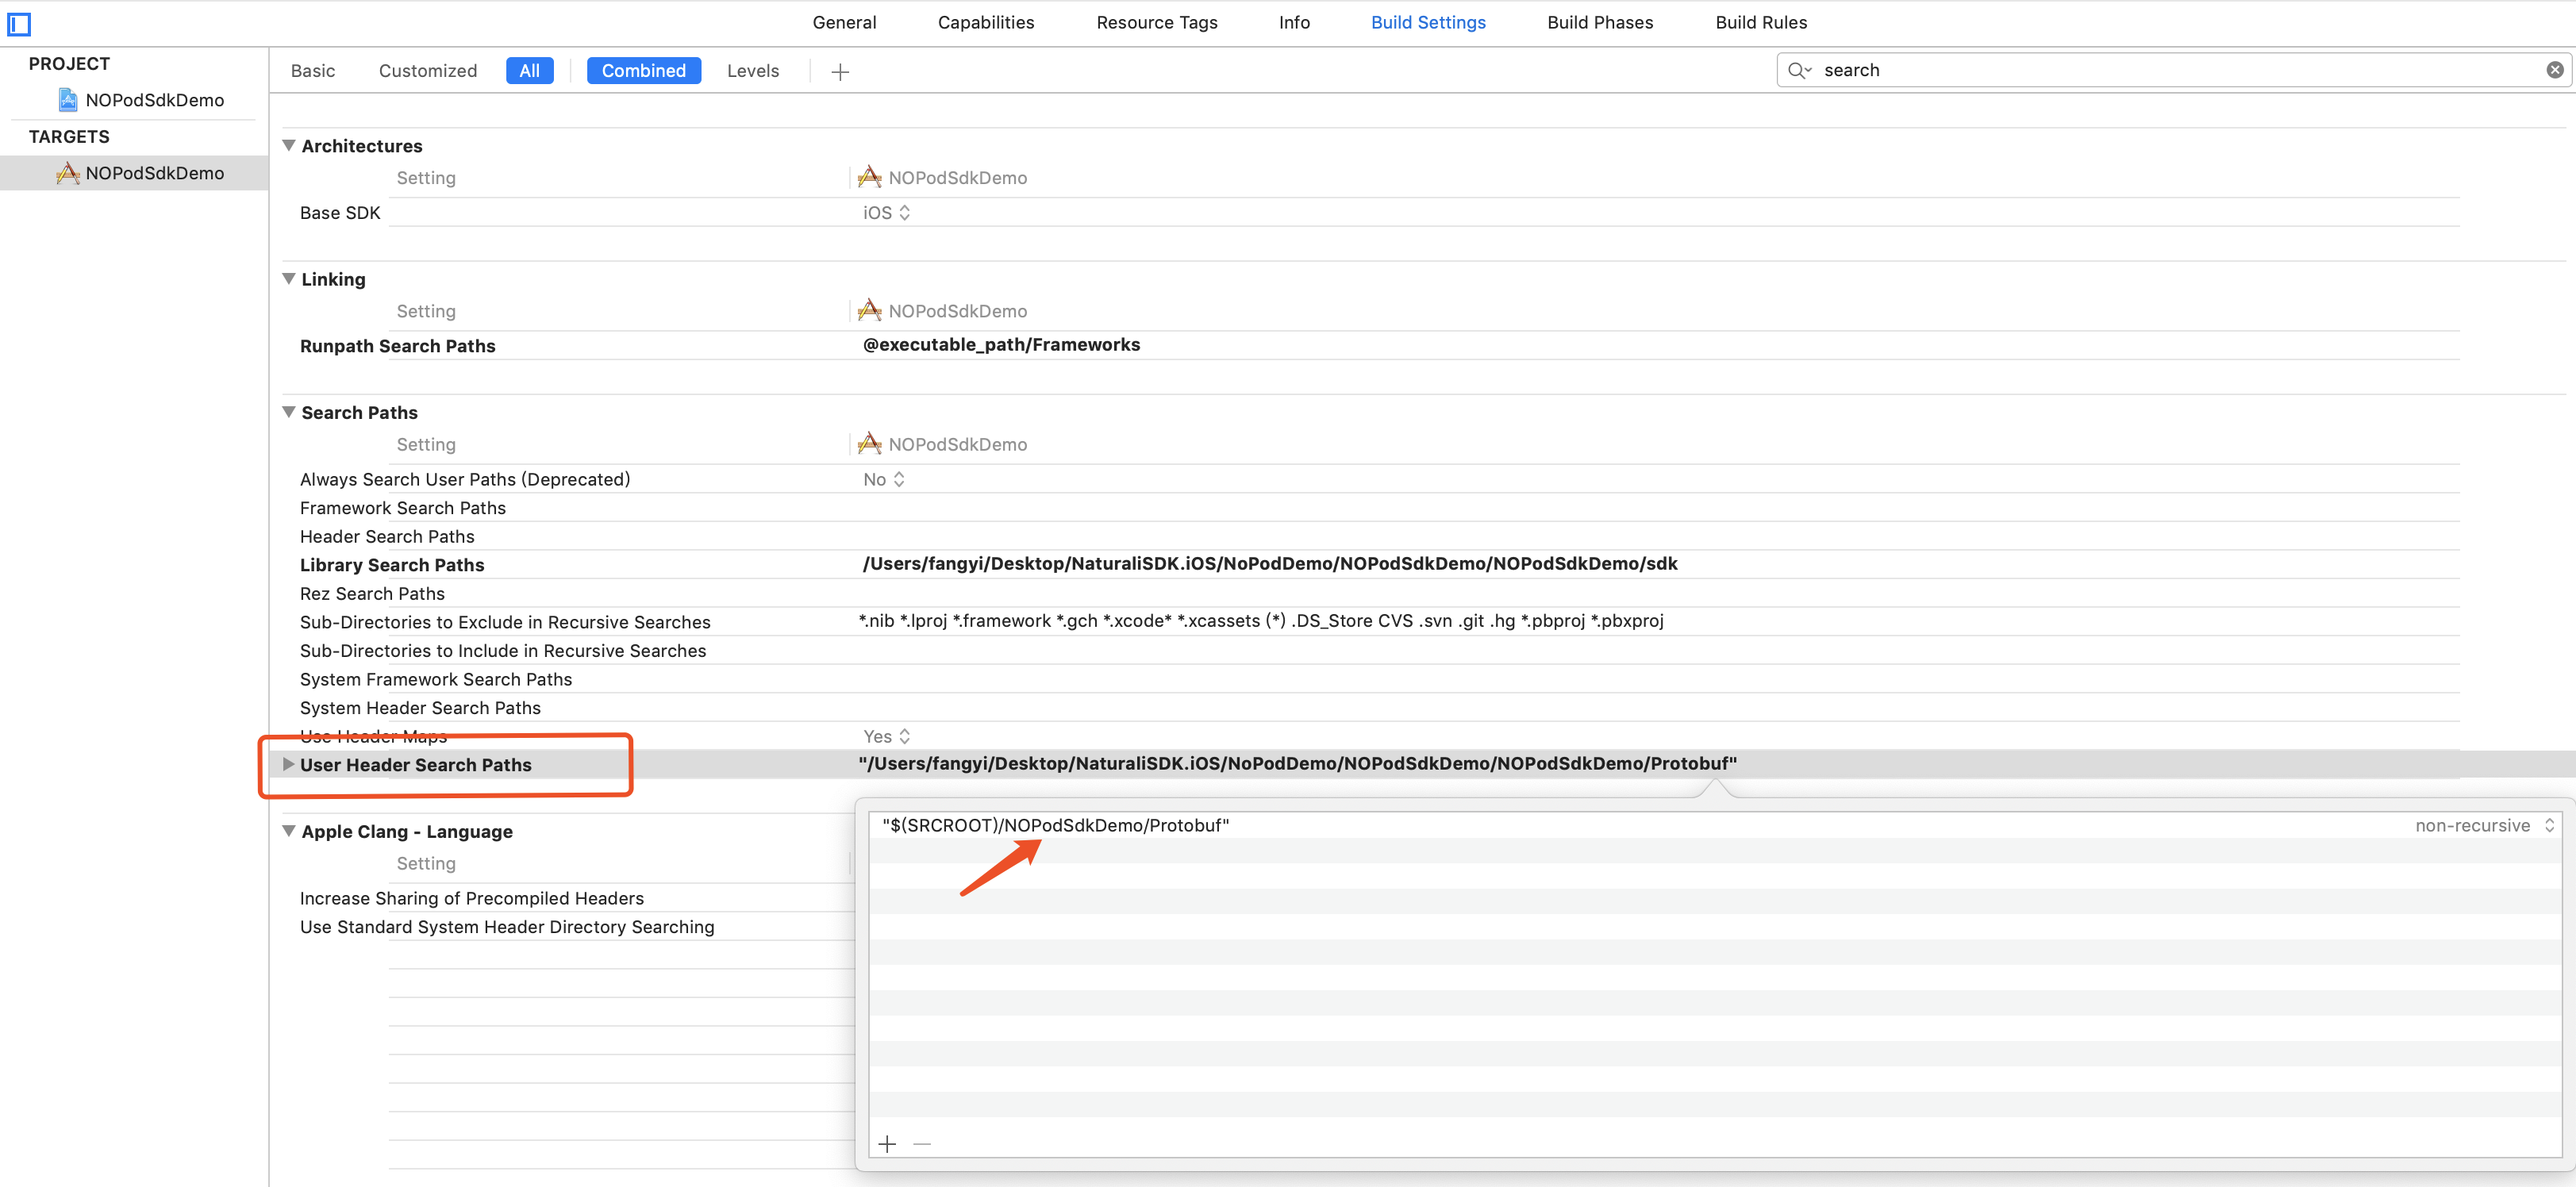 General Capabilities Resource Tags Info Build Settings Build Phases Build Rules
PROJECT
NOPodSdkDemo
TARGETS
NOPodSdkDemo
Basic Customized All Combined Levels
search
Architectures
Setting NOPodSdkDemo
Base SDK iOS
Linking
Setting NOPodSdkDemo
Runpath Search Paths @executable_path/Frameworks
Search Paths
Setting NOPodSdkDemo
Always Search User Paths (Deprecated) No
Framework Search Paths
Header Search Paths
Library Search Paths /Users/fangyi/Desktop/NaturaliSDK.iOS/NoPodDemo/NOPodSdkDemo/NOPodSdkDemo/sdk
Rez Search Paths
Sub-Directories to Exclude in Recursive Searches *.nib *.lproj *.framework *.gch *.xcode* *.xcassets (*) .DS_Store CVS .svn .git .hg *.pbproj *.pbxproj
Sub-Directories to Include in Recursive Searches
System Framework Search Paths
System Header Search Paths
Use Header Maps Yes
User Header Search Paths "/Users/fangyi/Desktop/NaturaliSDK.iOS/NoPodDemo/NOPodSdkDemo/NOPodSdkDemo/Protobuf"
"$(SRCROOT)/NOPodSdkDemo/Protobuf" non-recursive
Apple Clang - Language
Setting
Increase Sharing of Precompiled Headers
Use Standard System Header Directory Searching